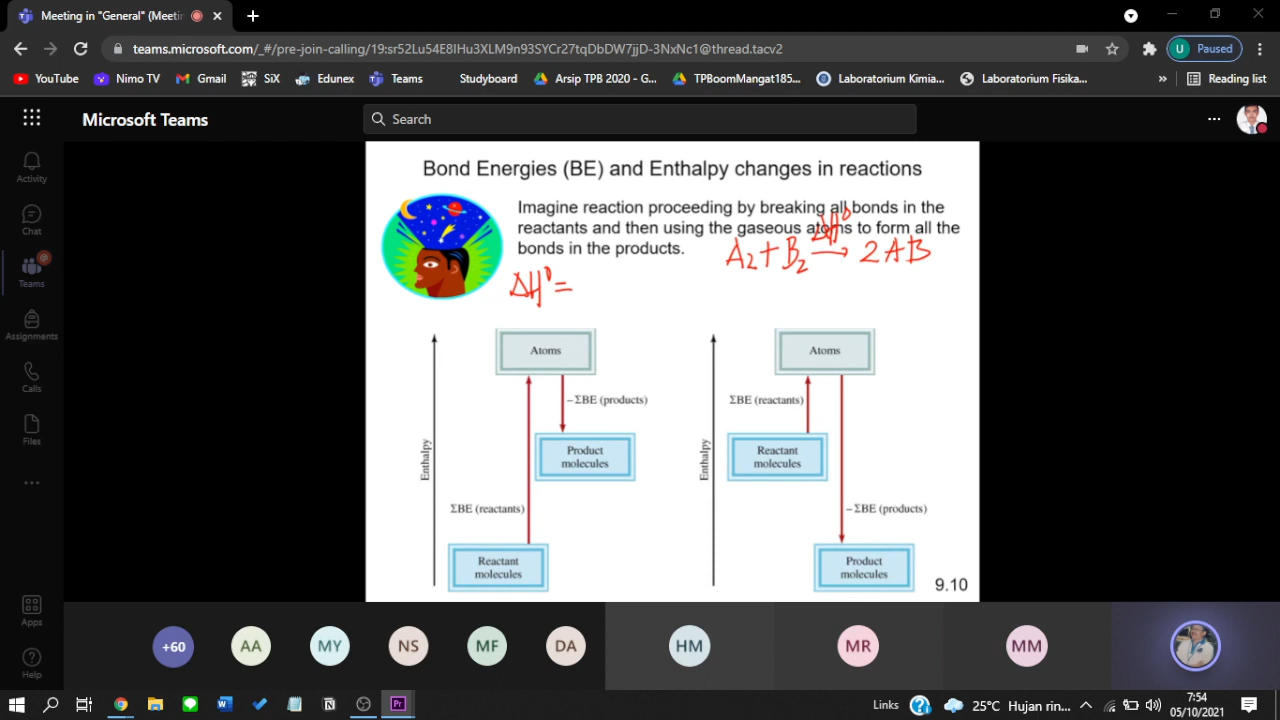 "General" (Meetin
teams.microsoft.com/_#/pre-join-calling/19:sr52Lu54E8IHu3XLM9n93SYCr27tqDbDW7jjD-3NxNc1@thread.tacv2
U Paused
YouTube Nimo TV Gmail SIX Edunex Teams Studyboard Arsip TPB 2020 - G... TPBcomMangat185... Laboratorium Kimia... Laboratorium Fisika... » Reading list
Microsoft Teams
Search
Activity
Chat
Teams
Assignments
Calls
Files
Apps
Help
Bond Energies (BE) and Enthalpy changes in reactions
Imagine reaction proceeding by breaking all bonds in the
reactants and then using the gaseous atoms to form all the
bonds in the products.
ΔH°
A₂ + B₂ → 2AB
ΔH° =
Atoms
-ΣBE (products)
Product
molecules
Enthalpy
ΣBE (reactants)
Reactant
molecules
Atoms
ΣBE (reactants)
Reactant
molecules
Enthalpy
-ΣBE (products)
Product
molecules
9.10
+60 AA MY NS MF DA HM MR MM
Links 25°C Hujan rin... 7:54
05/10/2021
Pr